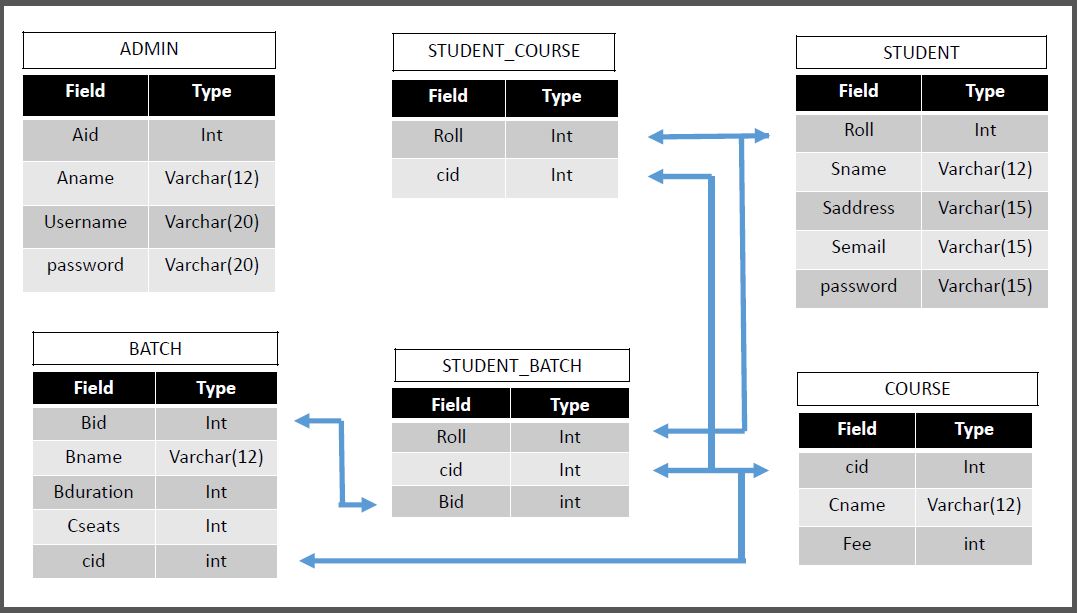 ADMIN
Field Type
Aid Int
Aname Varchar(12)
Username Varchar(20)
password Varchar(20)
STUDENT_COURSE
Field Type
Roll Int
cid Int
STUDENT
Field Type
Roll Int
Sname Varchar(12)
Saddress Varchar(15)
Semail Varchar(15)
password Varchar(15)
BATCH
Field Type
Bid Int
Bname Varchar(12)
Bduration Int
Cseats Int
cid int
STUDENT_BATCH
Field Type
Roll Int
cid Int
Bid int
COURSE
Field Type
cid Int
Cname Varchar(12)
Fee int